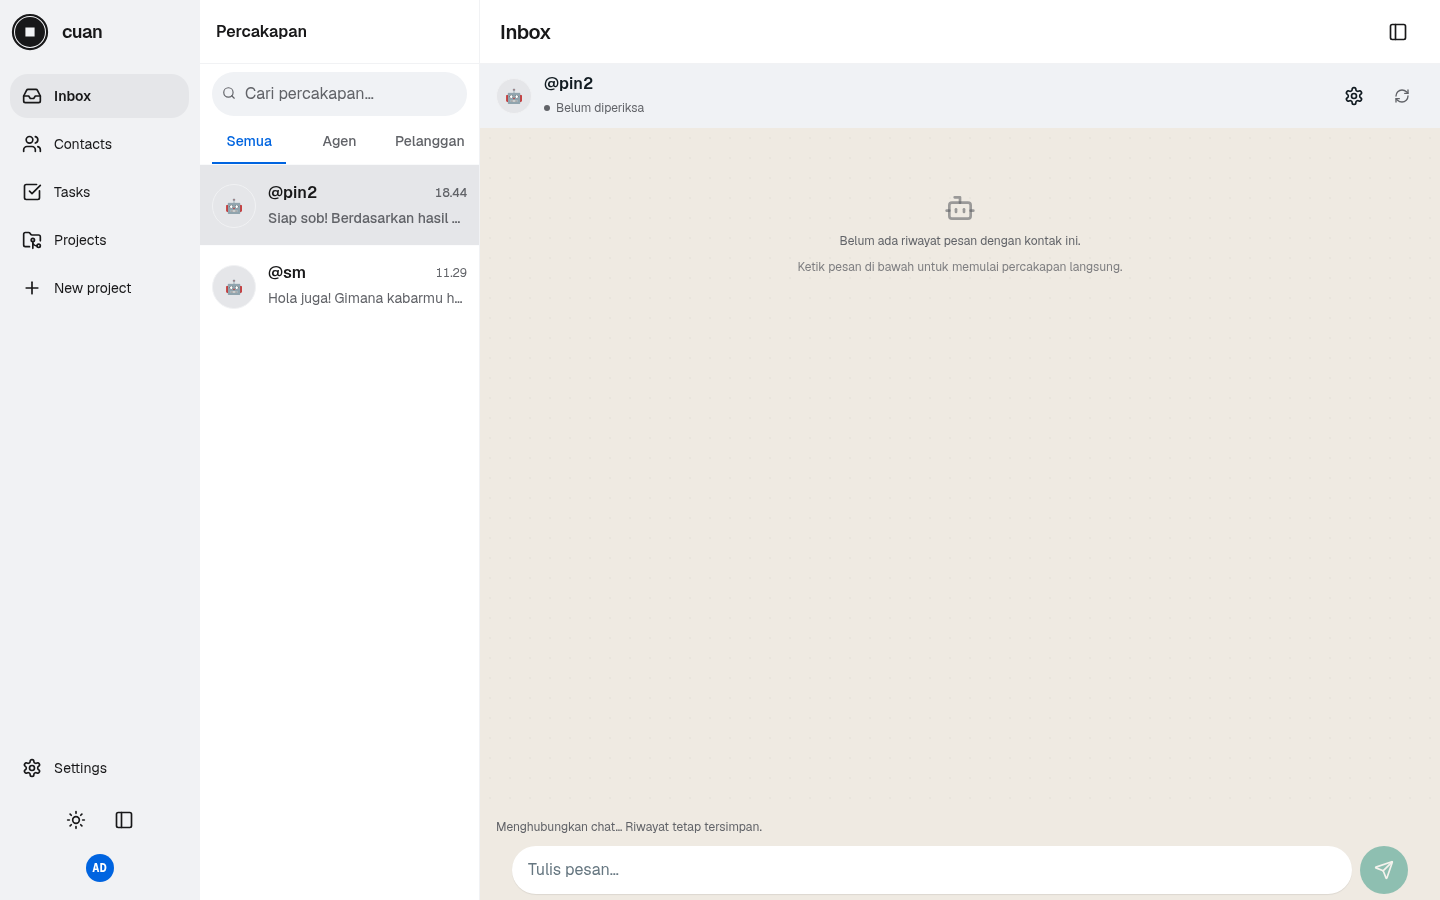 cuan
Inbox
Contacts
Tasks
Projects
New project
Settings
AD
Percakapan
Cari percakapan...
Semua
Agen
Pelanggan
@pin2
18.44
Siap sob! Berdasarkan hasil ...
@sm
11.29
Hola juga! Gimana kabarmu h...
Inbox
@pin2
Belum diperiksa
Belum ada riwayat pesan dengan kontak ini.
Ketik pesan di bawah untuk memulai percakapan langsung.
Menghubungkan chat... Riwayat tetap tersimpan.
Tulis pesan...